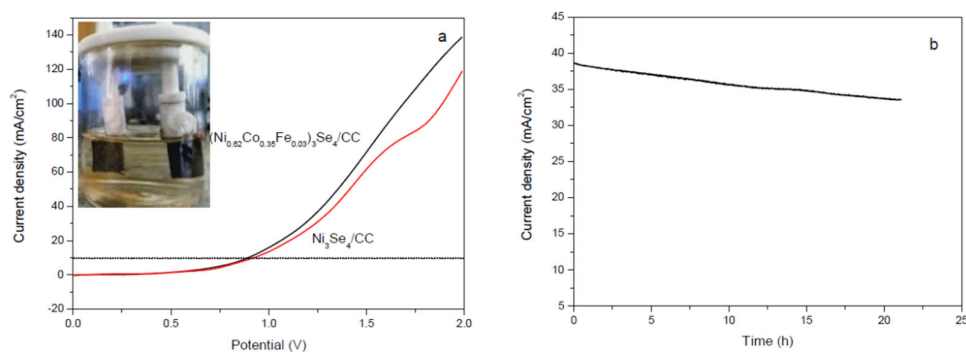 a
140
120
100
80
60
40
20
0
-20
Current density (mA/cm²)
(Ni₀.₆₂Co₀.₃₅Fe₀.₀₃)₃Se₄/CC
Ni₃Se₄/CC
0.0 0.5 1.0 1.5 2.0
Potential (V)
b
45
40
35
30
25
20
15
10
5
Current density (mA/cm²)
0 5 10 15 20 25
Time (h)